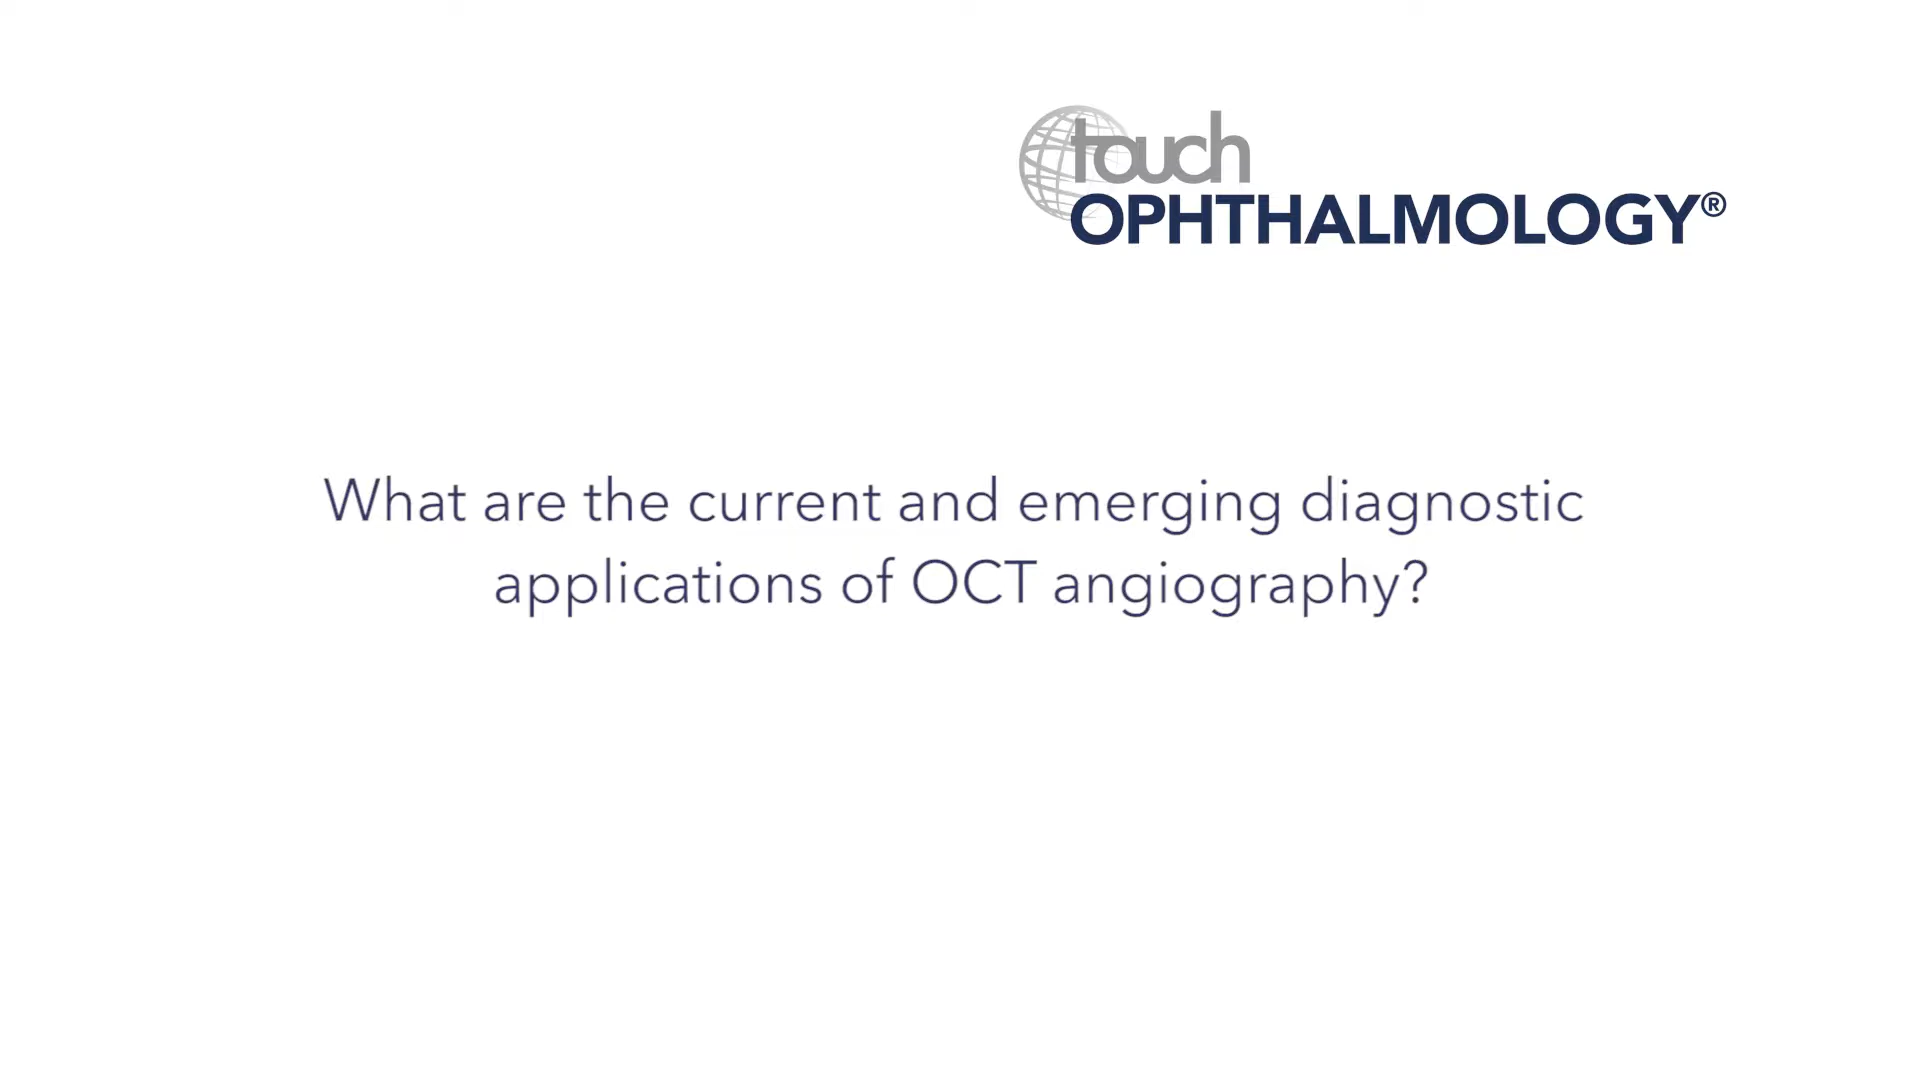 touch
OPHTHALMOLOGY®
What are the current and emerging diagnostic
applications of OCT angiography?